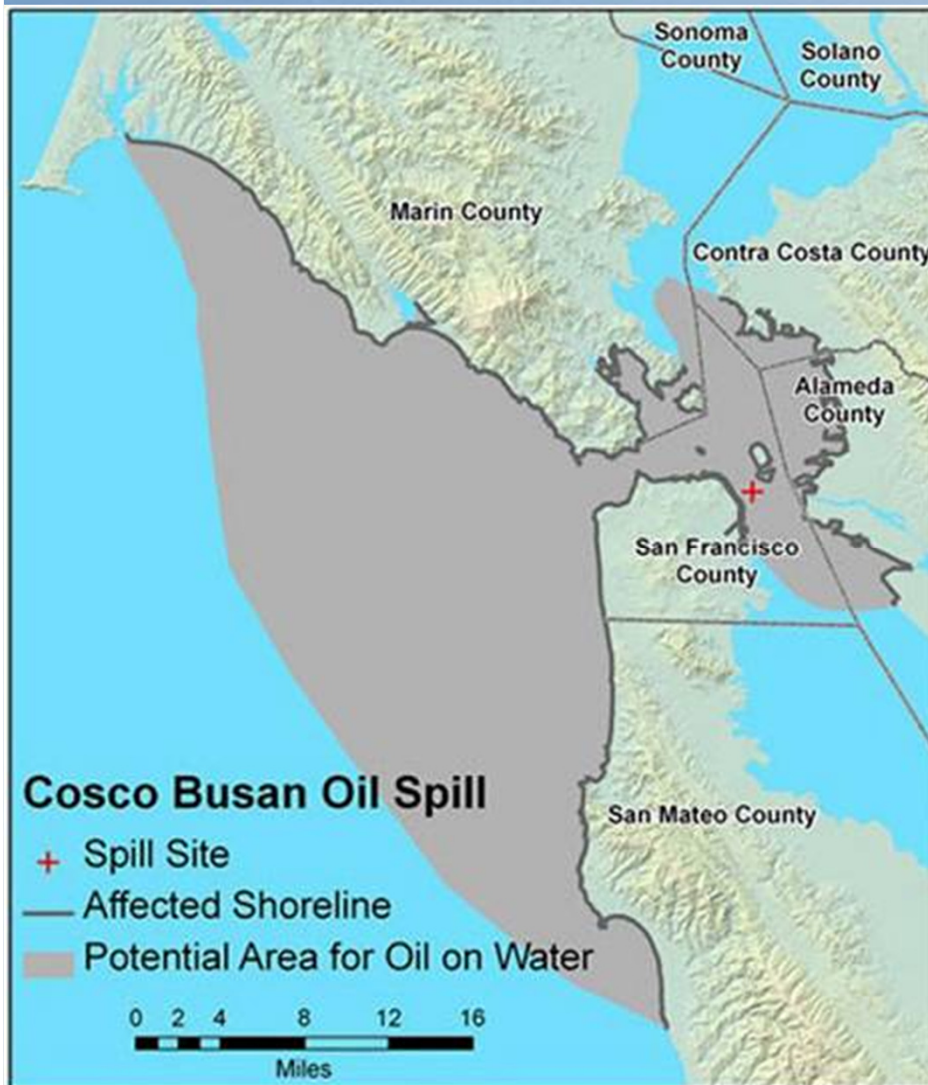 Sonoma
County
Solano
County
Marin County
Contra Costa County
Alameda
County
San Francisco
County
San Mateo County
Cosco Busan Oil Spill
Spill Site
Affected Shoreline
Potential Area for Oil on Water
0 2 4 8 12 16
Miles